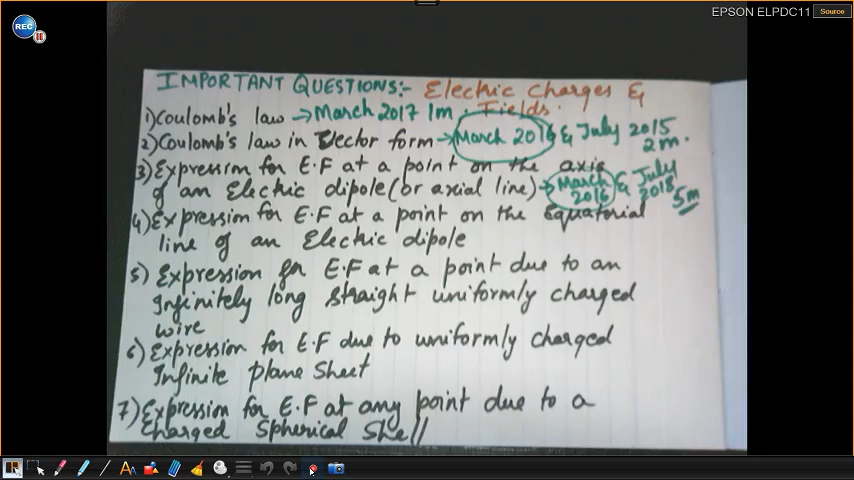 EPSON ELPDC11
Source
REC
IMPORTANT QUESTIONS:- Electric Charges &
Fields.
1) Coulomb's law → March 2017 1m.
2) Coulomb's law in Vector form → March 2016 & July 2015
2m.
3) Expression for E.F at a point on the axis
of an Electric dipole (or axial line) → March 2016 & July 2018 5m
4) Expression for E.F at a point on the Equatorial
line of an Electric dipole
5) Expression for E.F at a point due to an
Infinitely long straight uniformly charged
wire
6) Expression for E.F due to uniformly charged
Infinite plane Sheet
7) Expression for E.F at any point due to a
Charged Spherical Shell